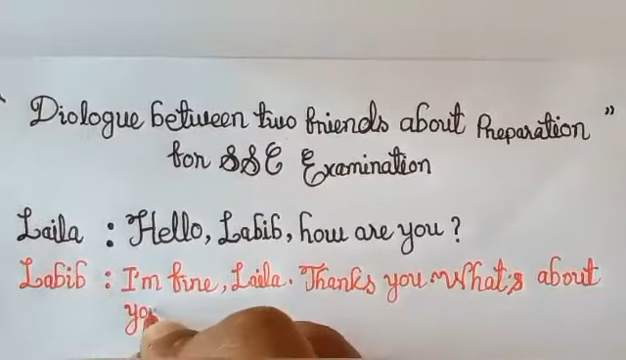 Diologue between two friends about Preparation"
for SSC Examination
Laila : Hello, Labib, how are you ?
Labib : I'm fine, Laila. Thanks you What's about
yo